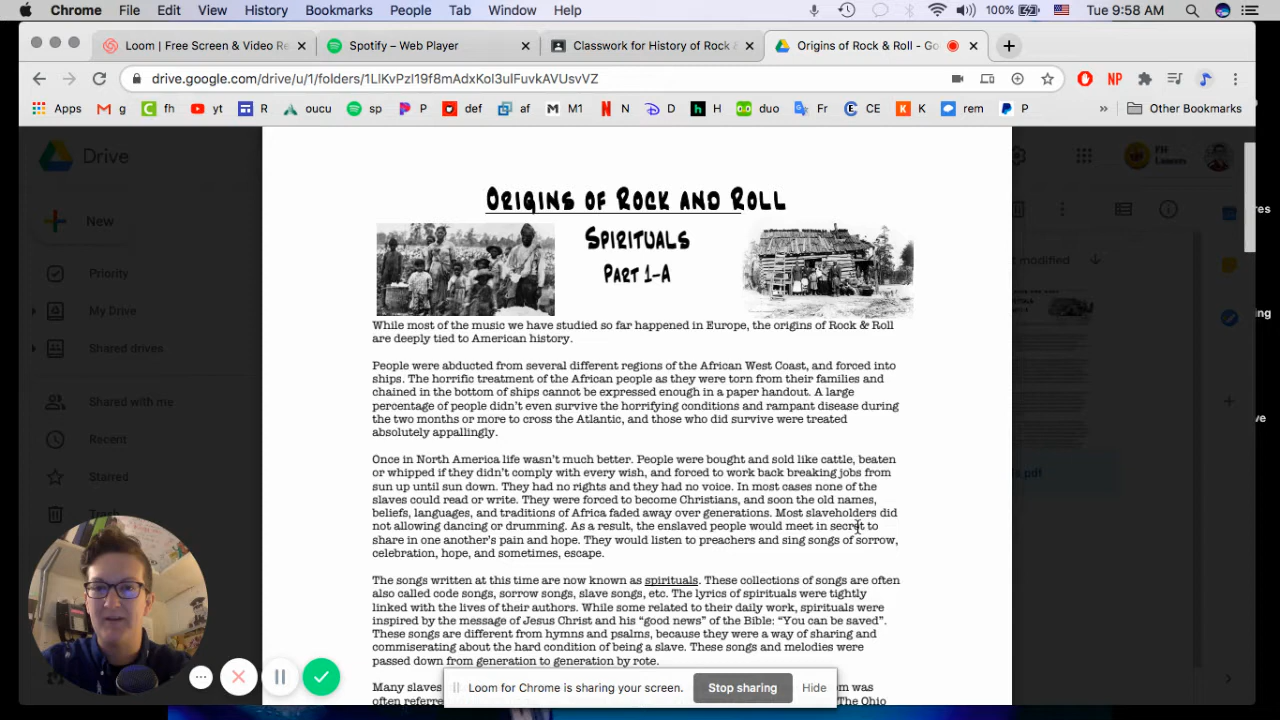 Chrome File Edit View History Bookmarks People Tab Window Help 100% Tue 9:58 AM
Loom | Free Screen & Video Re
Spotify – Web Player
Classwork for History of Rock &
Origins of Rock & Roll - Go
drive.google.com/drive/u/1/folders/1LlKvPzl19f8mAdxKol3uIFuvkAVUsvVZ
Apps g fh yt R oucu sp P def af M1 N D H duo Fr CE K rem P » Other Bookmarks
Drive
New
Priority
My Drive
Shared drives
Shared with me
Recent
Starred
FH
Lancers
ORIGINS OF ROCK AND ROLL
SPIRITUALS
PART 1-A
While most of the music we have studied so far happened in Europe, the origins of Rock & Roll
are deeply tied to American history.
People were abducted from several different regions of the African West Coast, and forced into
ships. The horrific treatment of the African people as they were torn from their families and
chained in the bottom of ships cannot be expressed enough in a paper handout. A large
percentage of people didn't even survive the horrifying conditions and rampant disease during
the two months or more to cross the Atlantic, and those who did survive were treated
absolutely appallingly.
Once in North America life wasn't much better. People were bought and sold like cattle, beaten
or whipped if they didn't comply with every wish, and forced to work back breaking jobs from
sun up until sun down. They had no rights and they had no voice. In most cases none of the
slaves could read or write. They were forced to become Christians, and soon the old names,
beliefs, languages, and traditions of Africa faded away over generations. Most slaveholders did
not allowing dancing or drumming. As a result, the enslaved people would meet in secret to
share in one another's pain and hope. They would listen to preachers and sing songs of sorrow,
celebration, hope, and sometimes, escape.
The songs written at this time are now known as spirituals. These collections of songs are often
also called code songs, sorrow songs, slave songs, etc. The lyrics of spirituals were tightly
linked with the lives of their authors. While some related to their daily work, spirituals were
inspired by the message of Jesus Christ and his "good news" of the Bible: "You can be saved".
These songs are different from hymns and psalms, because they were a way of sharing and
commiserating about the hard condition of being a slave. These songs and melodies were
passed down from generation to generation by rote.
Many slaves
often
The Ohio
Loom for Chrome is sharing your screen.
Stop sharing
Hide